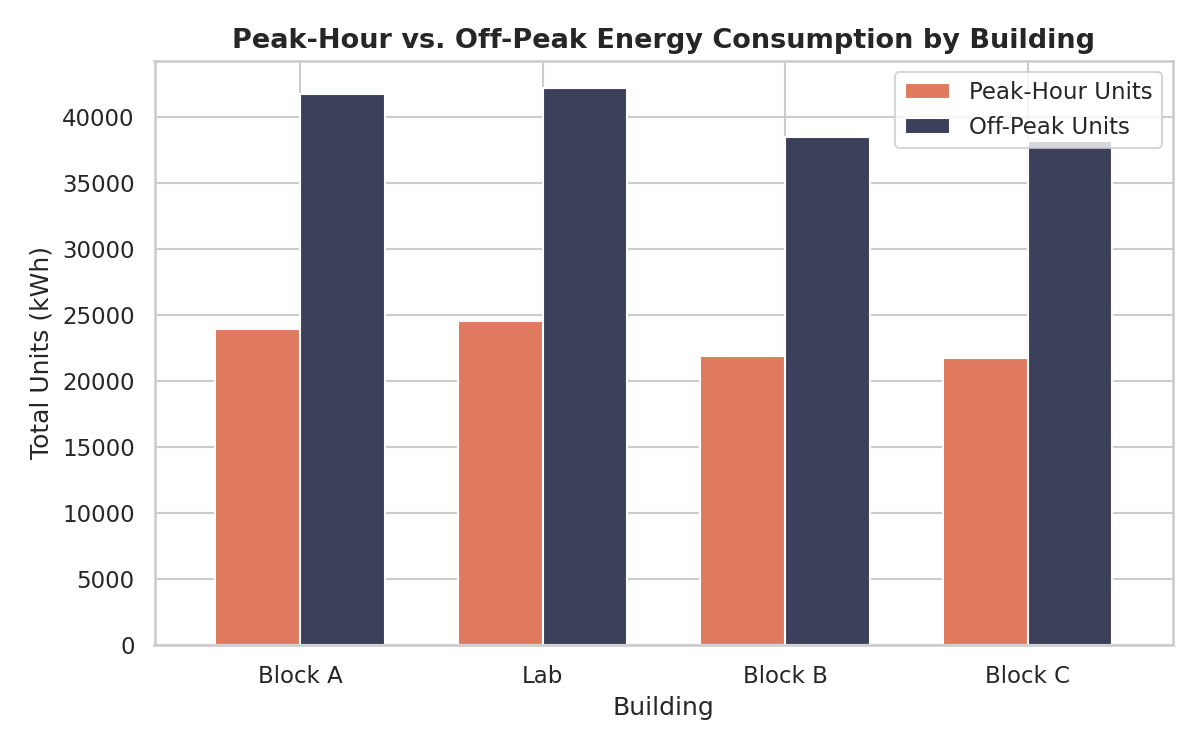 Peak-Hour vs. Off-Peak Energy Consumption by Building
Peak-Hour Units
Off-Peak Units
Total Units (kWh)
40000
35000
30000
25000
20000
15000
10000
5000
0
Block A
Lab
Block B
Block C
Building